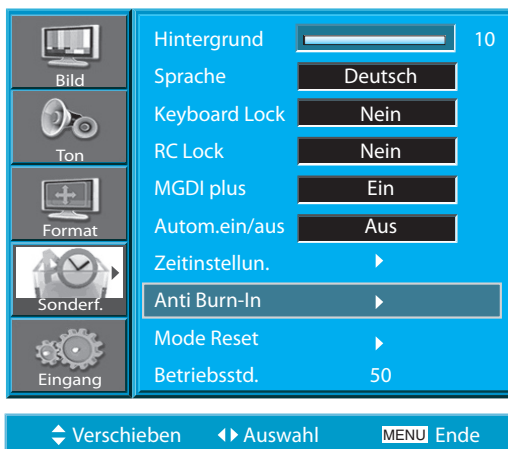 Bild
Ton
Format
Sonderf.
Eingang
Hintergrund 10
Sprache Deutsch
Keyboard Lock Nein
RC Lock Nein
MGDI plus Ein
Autom.ein/aus Aus
Zeitinstellun.
Anti Burn-In
Mode Reset
Betriebsstd. 50
Verschieben Auswahl MENU Ende